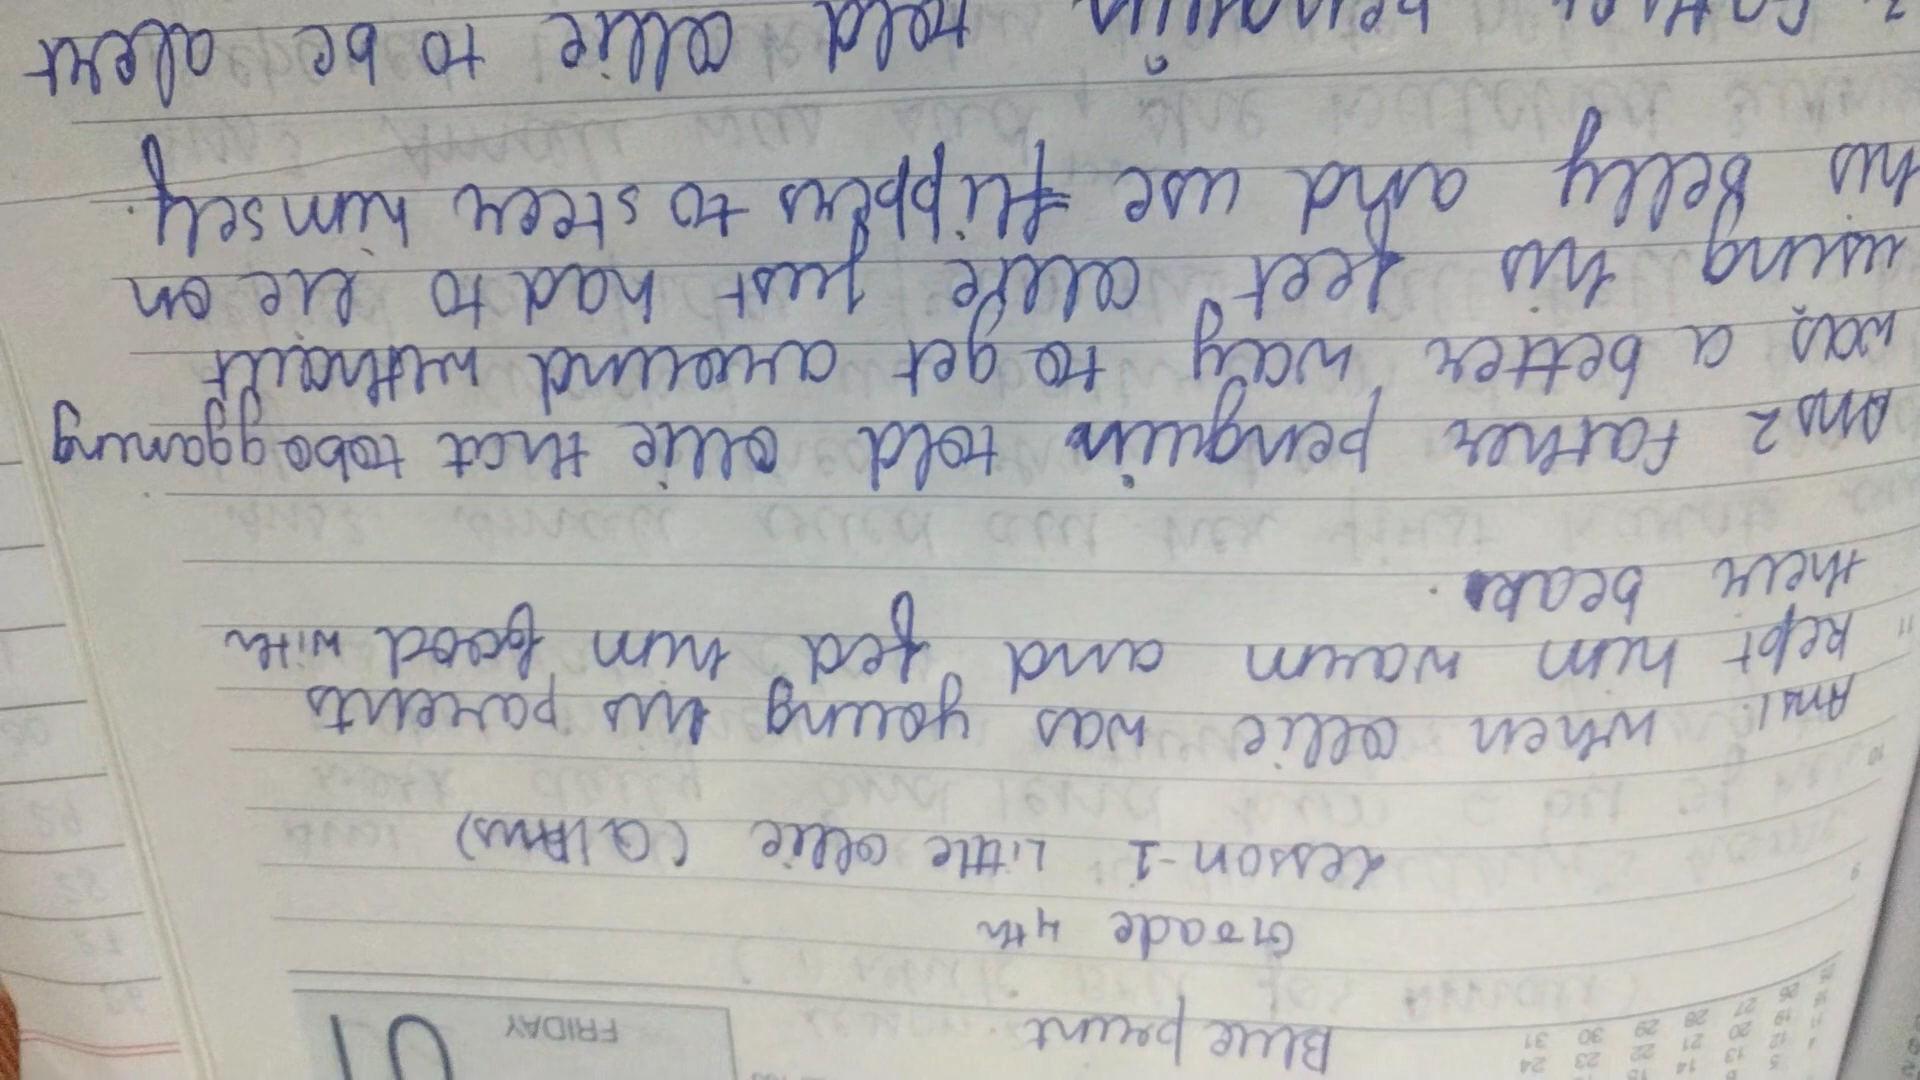 FRIDAY
01
Blue peint
Grade 4th
Lesson-1 Little ollie (Q/Ans)
Ans1. when ollie was young his parents
kept him warm and fed him food with
their beak.
Ans2 Father penguin told ollie that tobogganing
was a better way to get around without
using his feet ollie just had to lie on
his belly and use flippers to steer himself.
Father penguin told ollie to be alert